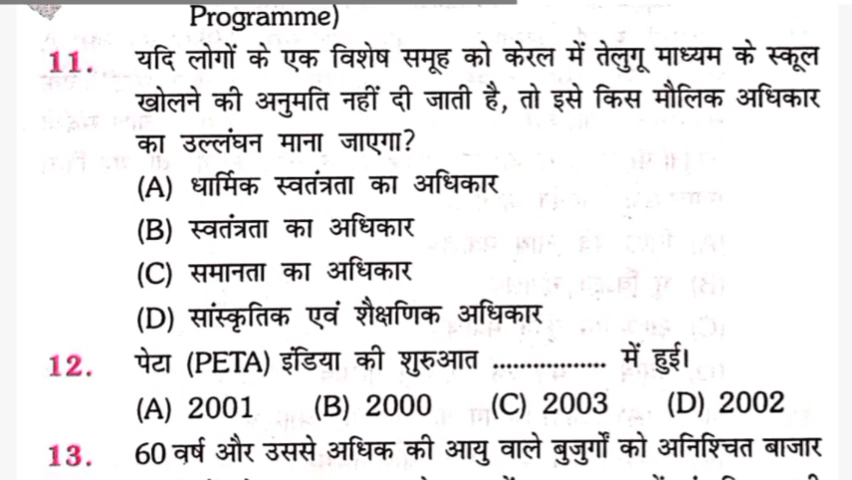 Programme)
11. यदि लोगों के एक विशेष समूह को केरल में तेलुगू माध्यम के स्कूल
खोलने की अनुमति नहीं दी जाती है, तो इसे किस मौलिक अधिकार
का उल्लंघन माना जाएगा?
(A) धार्मिक स्वतंत्रता का अधिकार
(B) स्वतंत्रता का अधिकार
(C) समानता का अधिकार
(D) सांस्कृतिक एवं शैक्षणिक अधिकार
12. पेटा (PETA) इंडिया की शुरुआत .................. में हुई।
(A) 2001 (B) 2000 (C) 2003 (D) 2002
13. 60 वर्ष और उससे अधिक की आयु वाले बुजुर्गों को अनिश्चित बाजार